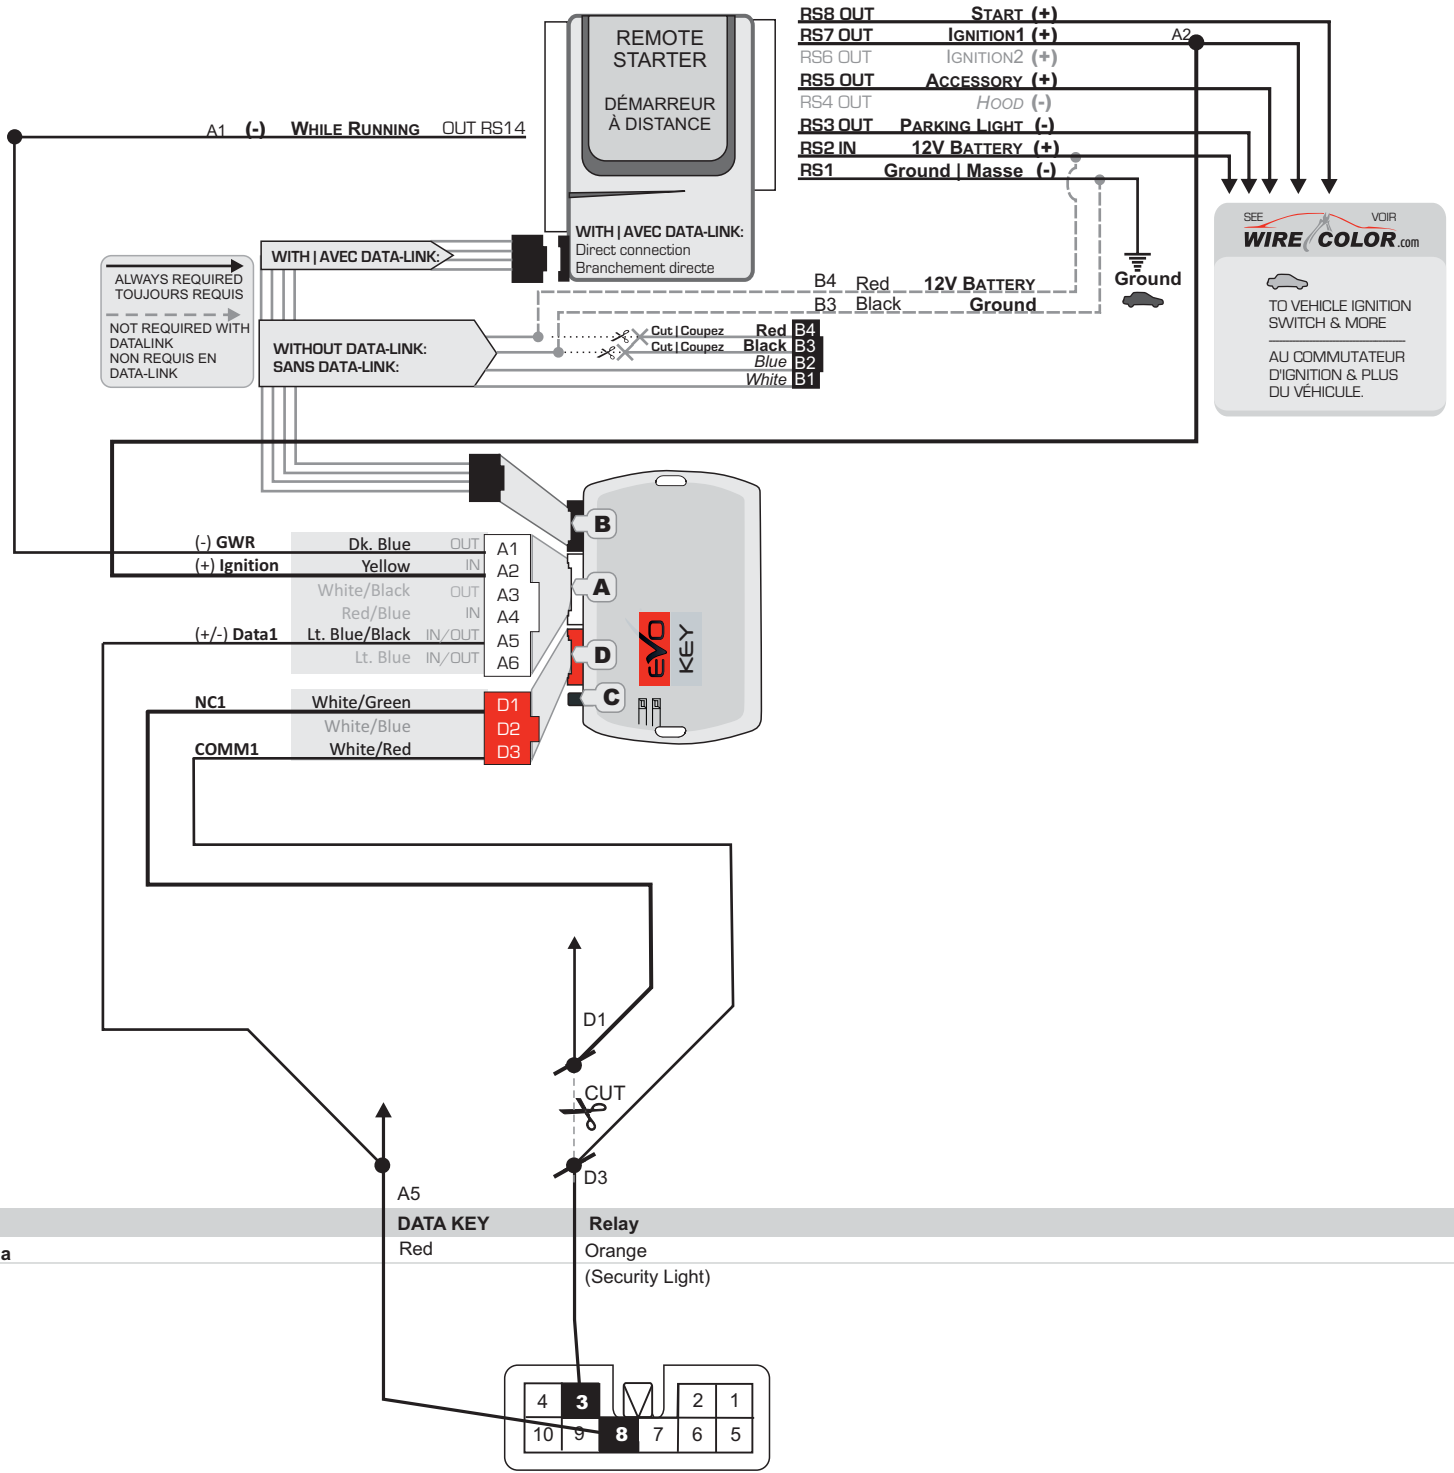 RS8 OUT START (+)
RS7 OUT IGNITION1 (+) A2
RS6 OUT IGNITION2 (+)
RS5 OUT ACCESSORY (+)
RS4 OUT HOOD (-)
RS3 OUT PARKING LIGHT (-)
RS2 IN 12V BATTERY (+)
RS1 Ground | Masse (-)
REMOTE
STARTER
DÉMARREUR
À DISTANCE
A1 (-) WHILE RUNNING OUT RS14
WITH | AVEC DATA-LINK:
Direct connection
Branchement directe
WITH | AVEC DATA-LINK:
ALWAYS REQUIRED
TOUJOURS REQUIS
NOT REQUIRED WITH
DATALINK
NON REQUIS EN
DATA-LINK
WITHOUT DATA-LINK:
SANS DATA-LINK:
B4 Red 12V BATTERY
B3 Black Ground
Ground
Cut | Coupez Red B4
Cut | Coupez Black B3
Blue B2
White B1
SEE VOIR
WIRE COLOR.com
TO VEHICLE IGNITION
SWITCH & MORE
AU COMMUTATEUR
D'IGNITION & PLUS
DU VÉHICULE.
(-) GWR Dk. Blue OUT A1
(+) Ignition Yellow IN A2
White/Black OUT A3
Red/Blue IN A4
(+/-) Data1 Lt. Blue/Black IN/OUT A5
Lt. Blue IN/OUT A6
NC1 White/Green D1
White/Blue D2
COMM1 White/Red D3
B
A
D
C
EVO
KEY
D1
CUT
D3
A5
DATA KEY Relay
a Red Orange
(Security Light)
4 3 2 1
10 9 8 7 6 5